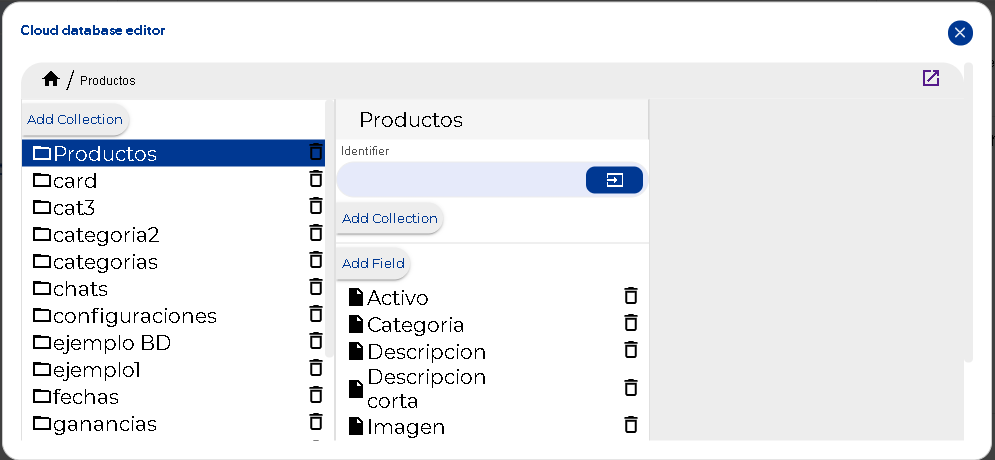 Cloud database editor
/ Productos
Add Collection
Productos
card
cat3
categoria2
categorias
chats
configuraciones
ejemplo BD
ejemplo1
fechas
ganancias
Productos
Identifier
Add Collection
Add Field
Activo
Categoria
Descripcion
Descripcion
corta
Imagen